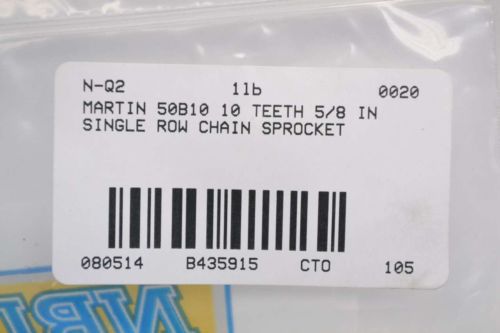 N-Q2 1lb 0020
MARTIN 50B10 10 TEETH 5/8 IN
SINGLE ROW CHAIN SPROCKET
080514 B435915 CTO 105